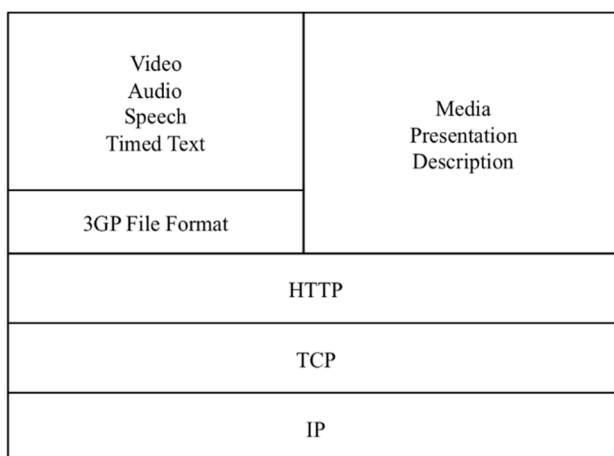 Video
Audio
Speech
Timed Text
3GP File Format
Media
Presentation
Description
HTTP
TCP
IP